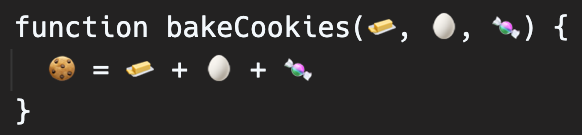 function bakeCookies(🧈, 🥚, 🍬) {
  🍪 = 🧈 + 🥚 + 🍬
}